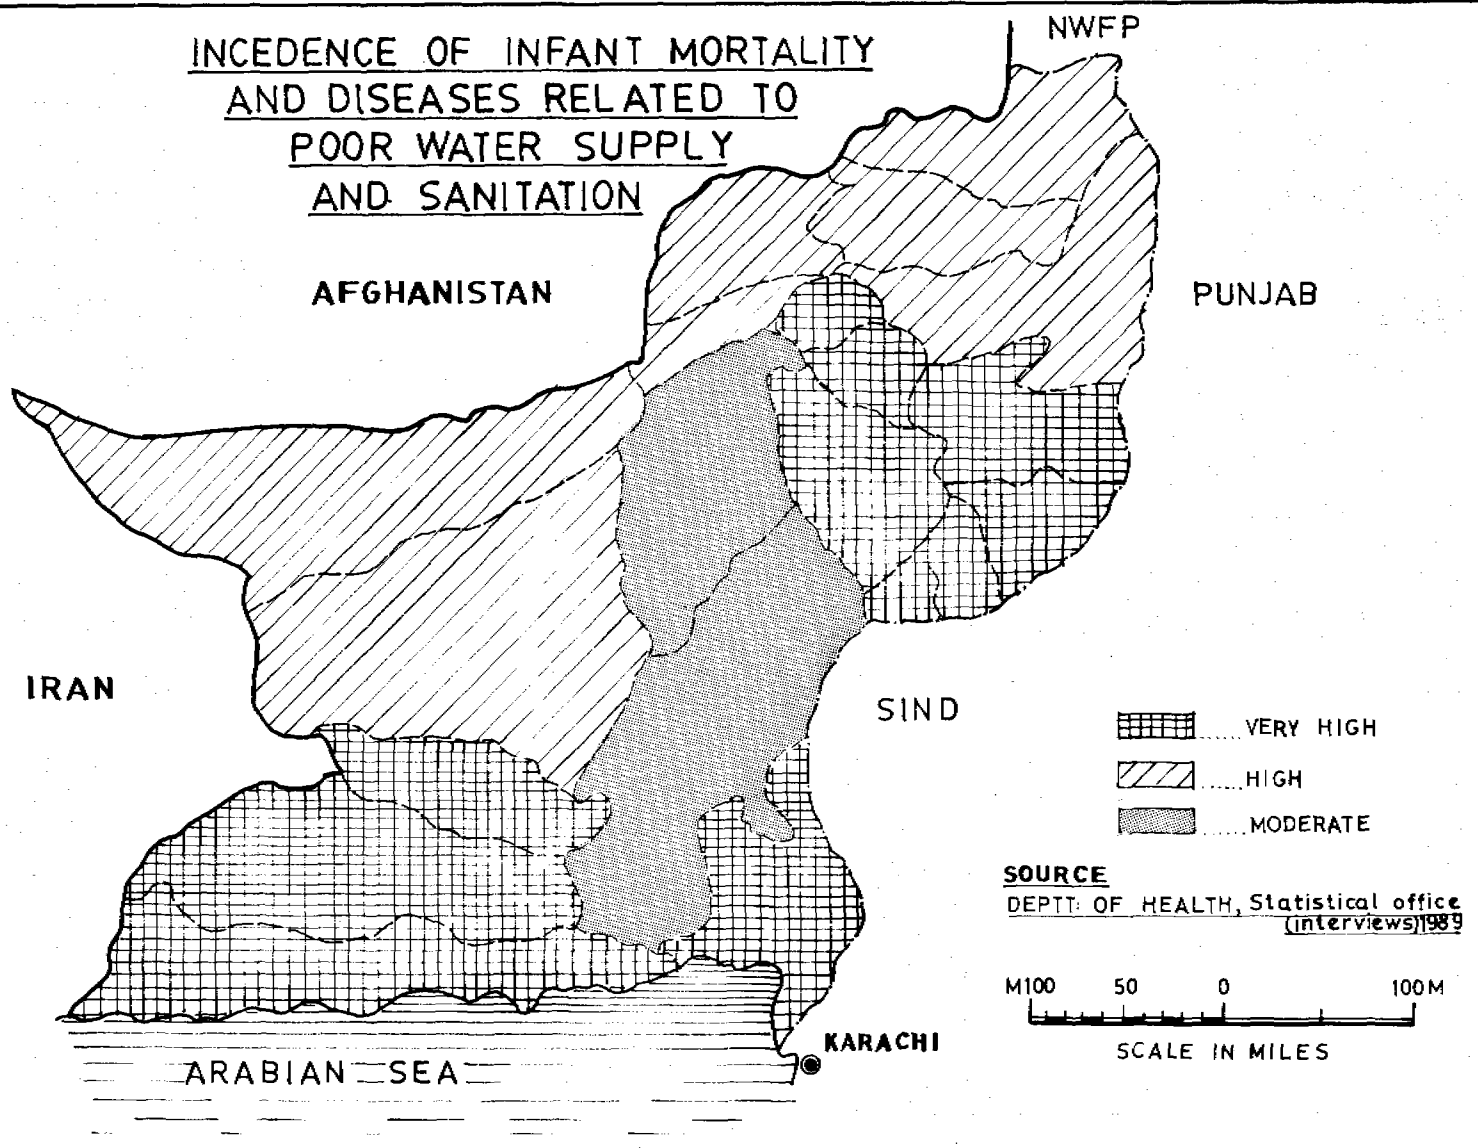 NWFP
INCEDENCE OF INFANT MORTALITY
AND DISEASES RELATED TO
POOR WATER SUPPLY
AND SANITATION
AFGHANISTAN
PUNJAB
IRAN
SIND
......VERY HIGH
......HIGH
......MODERATE
SOURCE
DEPTT: OF HEALTH, Statistical office
(interviews)1989
M100 50 0 100M
SCALE IN MILES
KARACHI
ARABIAN SEA